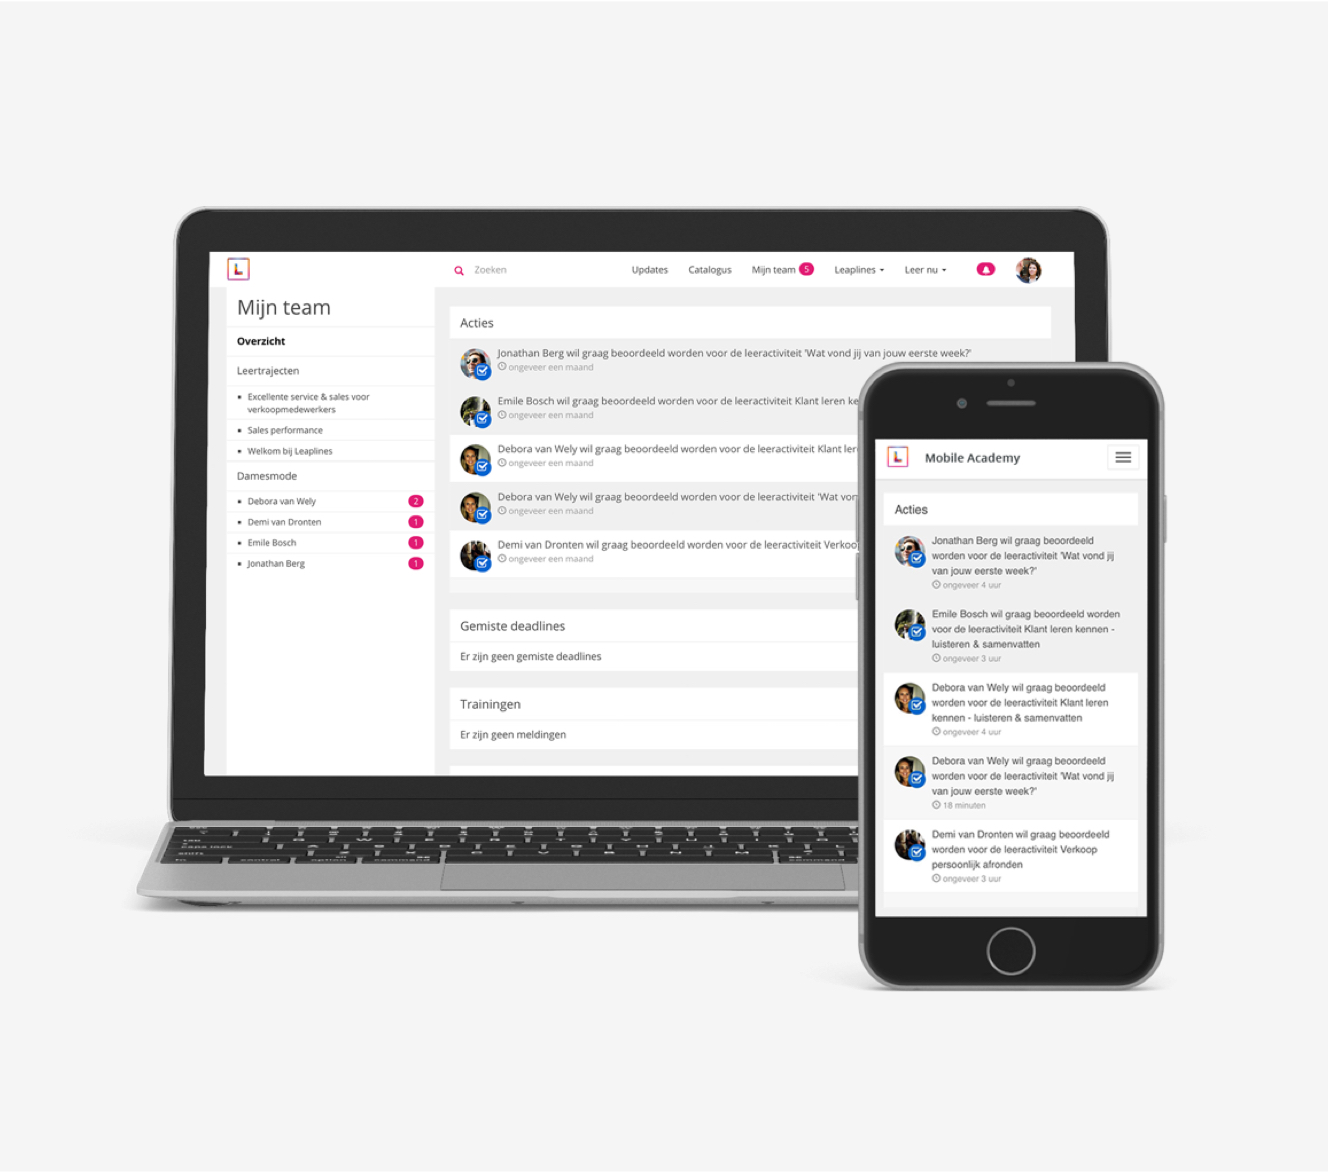 L
Zoeken
Updates
Catalogus
Mijn team 5
Leaplines
Leer nu
Mijn team
Overzicht
Leertrajecten
Excellente service & sales voor
verkoopmedewerkers
Sales performance
Welkom bij Leaplines
Damesmode
Debora van Wely 2
Demi van Dronten 1
Emile Bosch 1
Jonathan Berg 1
Acties
Jonathan Berg wil graag beoordeeld worden voor de leeractiviteit 'Wat vond jij van jouw eerste week?'
ongeveer een maand
Emile Bosch wil graag beoordeeld worden voor de leeractiviteit Klant leren ke
ongeveer een maand
Debora van Wely wil graag beoordeeld worden voor de leeractiviteit Klant ler
ongeveer een maand
Debora van Wely wil graag beoordeeld worden voor de leeractiviteit 'Wat von
ongeveer een maand
Demi van Dronten wil graag beoordeeld worden voor de leeractiviteit Verkoo
ongeveer een maand
Gemiste deadlines
Er zijn geen gemiste deadlines
Trainingen
Er zijn geen meldingen
L
Mobile Academy
Acties
Jonathan Berg wil graag beoordeeld
worden voor de leeractiviteit 'Wat vond jij
van jouw eerste week?'
ongeveer 4 uur
Emile Bosch wil graag beoordeeld worden
voor de leeractiviteit Klant leren kennen -
luisteren & samenvatten
ongeveer 3 uur
Debora van Wely wil graag beoordeeld
worden voor de leeractiviteit Klant leren
kennen - luisteren & samenvatten
ongeveer 4 uur
Debora van Wely wil graag beoordeeld
worden voor de leeractiviteit 'Wat vond jij
van jouw eerste week?'
18 minuten
Demi van Dronten wil graag beoordeeld
worden voor de leeractiviteit Verkoop
persoonlijk afronden
ongeveer 3 uur